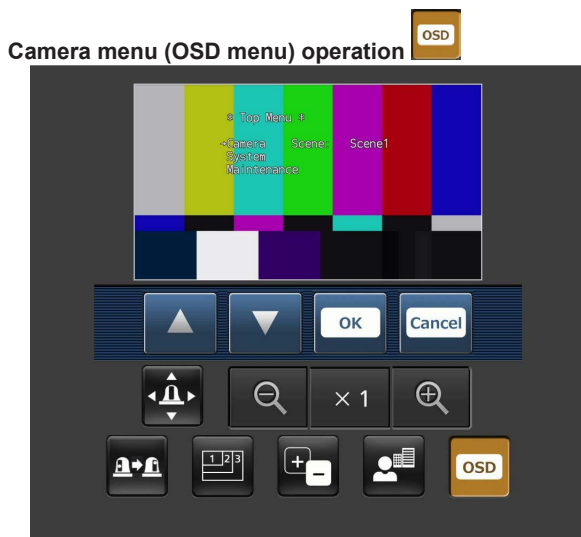 OSD
Camera menu (OSD menu) operation
* Top Menu *
→Camera Scene: Scene1
System
Maintenance
OK Cancel
× 1
1 2 3
OSD